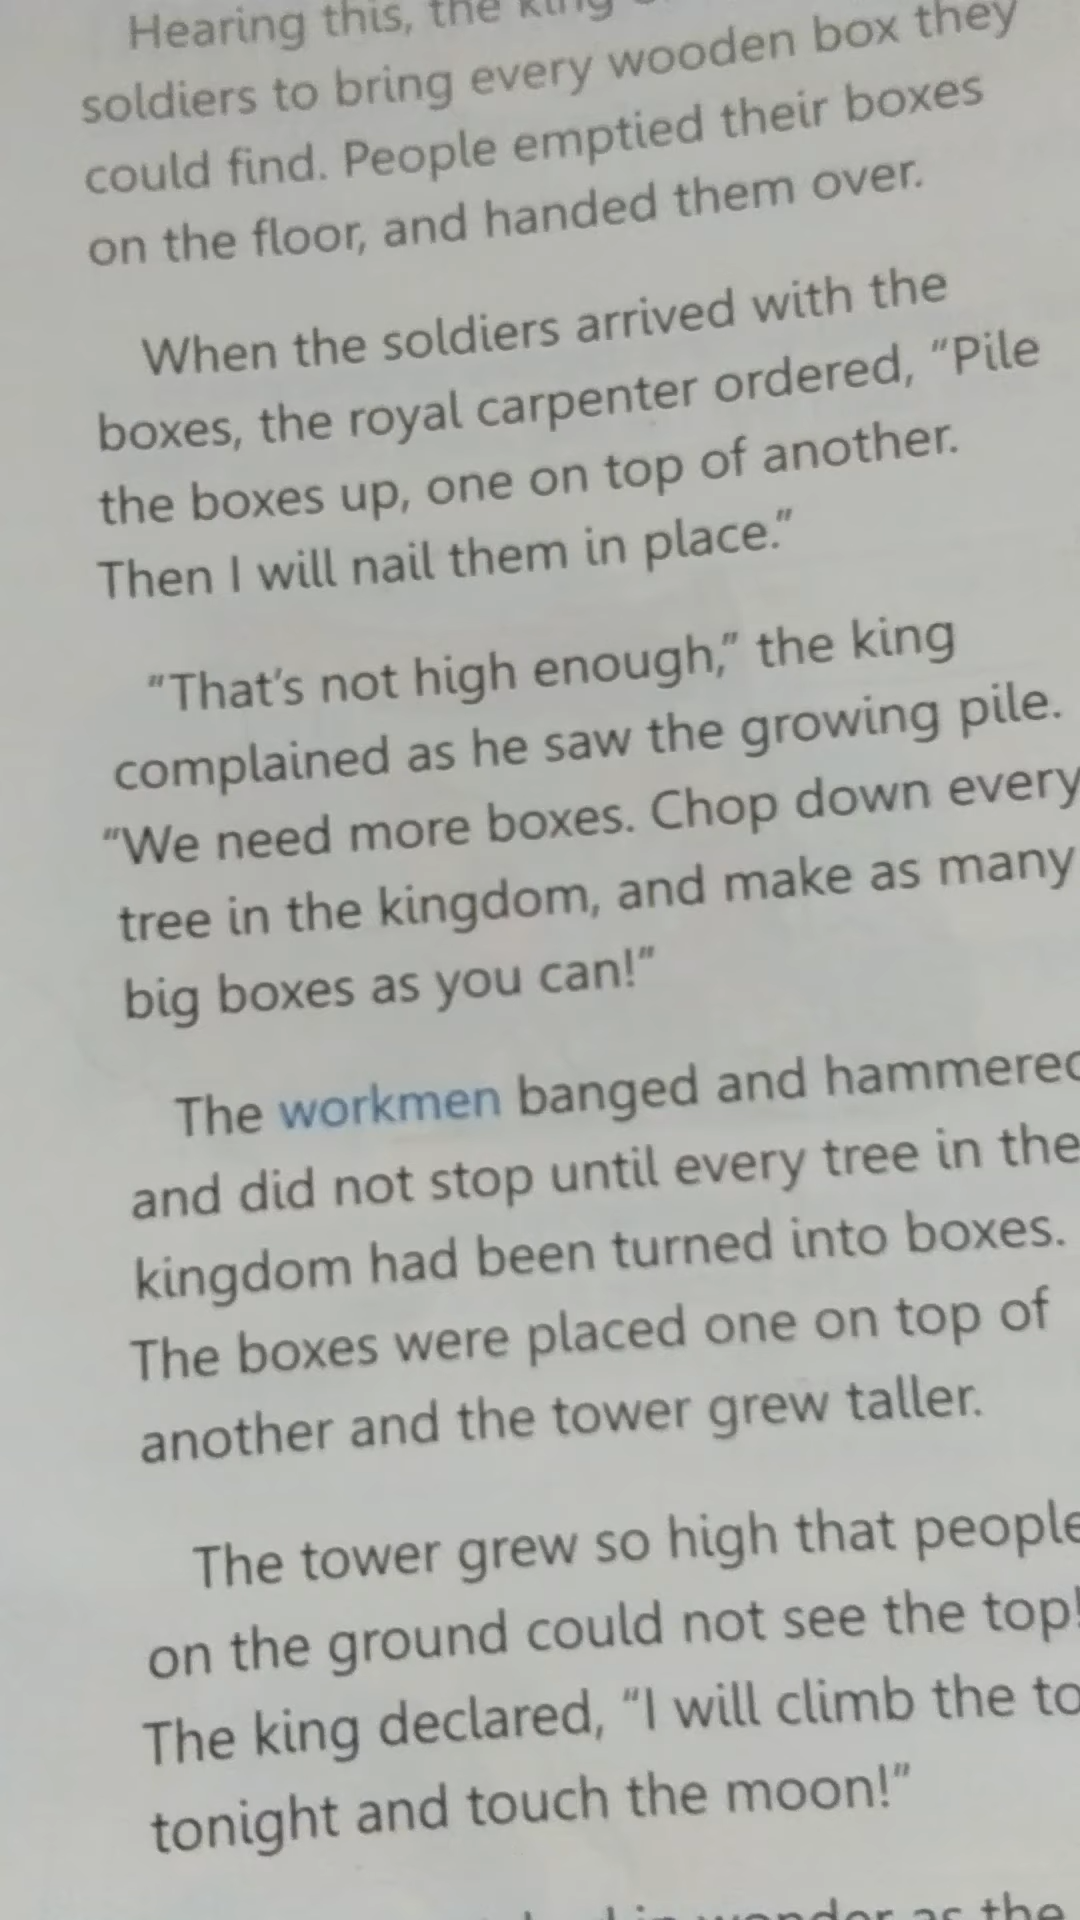 Hearing this, the king
soldiers to bring every wooden box they
could find. People emptied their boxes
on the floor, and handed them over.
When the soldiers arrived with the
boxes, the royal carpenter ordered, “Pile
the boxes up, one on top of another.
Then I will nail them in place.”
“That’s not high enough,” the king
complained as he saw the growing pile.
“We need more boxes. Chop down every
tree in the kingdom, and make as many
big boxes as you can!”
The workmen banged and hammered
and did not stop until every tree in the
kingdom had been turned into boxes.
The boxes were placed one on top of
another and the tower grew taller.
The tower grew so high that people
on the ground could not see the top!
The king declared, “I will climb the
tonight and touch the moon!”
in wonder as the